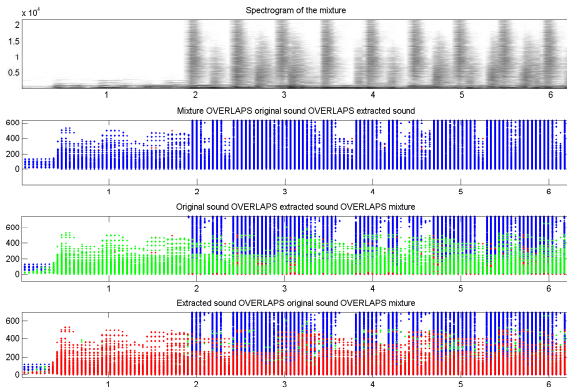 Spectrogram of the mixture
x 10^4
2
1.5
1
0.5
1 2 3 4 5 6
Mixture OVERLAPS original sound OVERLAPS extracted sound
600
400
200
0
1 2 3 4 5 6
Original sound OVERLAPS extracted sound OVERLAPS mixture
600
400
200
0
1 2 3 4 5 6
Extracted sound OVERLAPS original sound OVERLAPS mixture
600
400
200
0
1 2 3 4 5 6